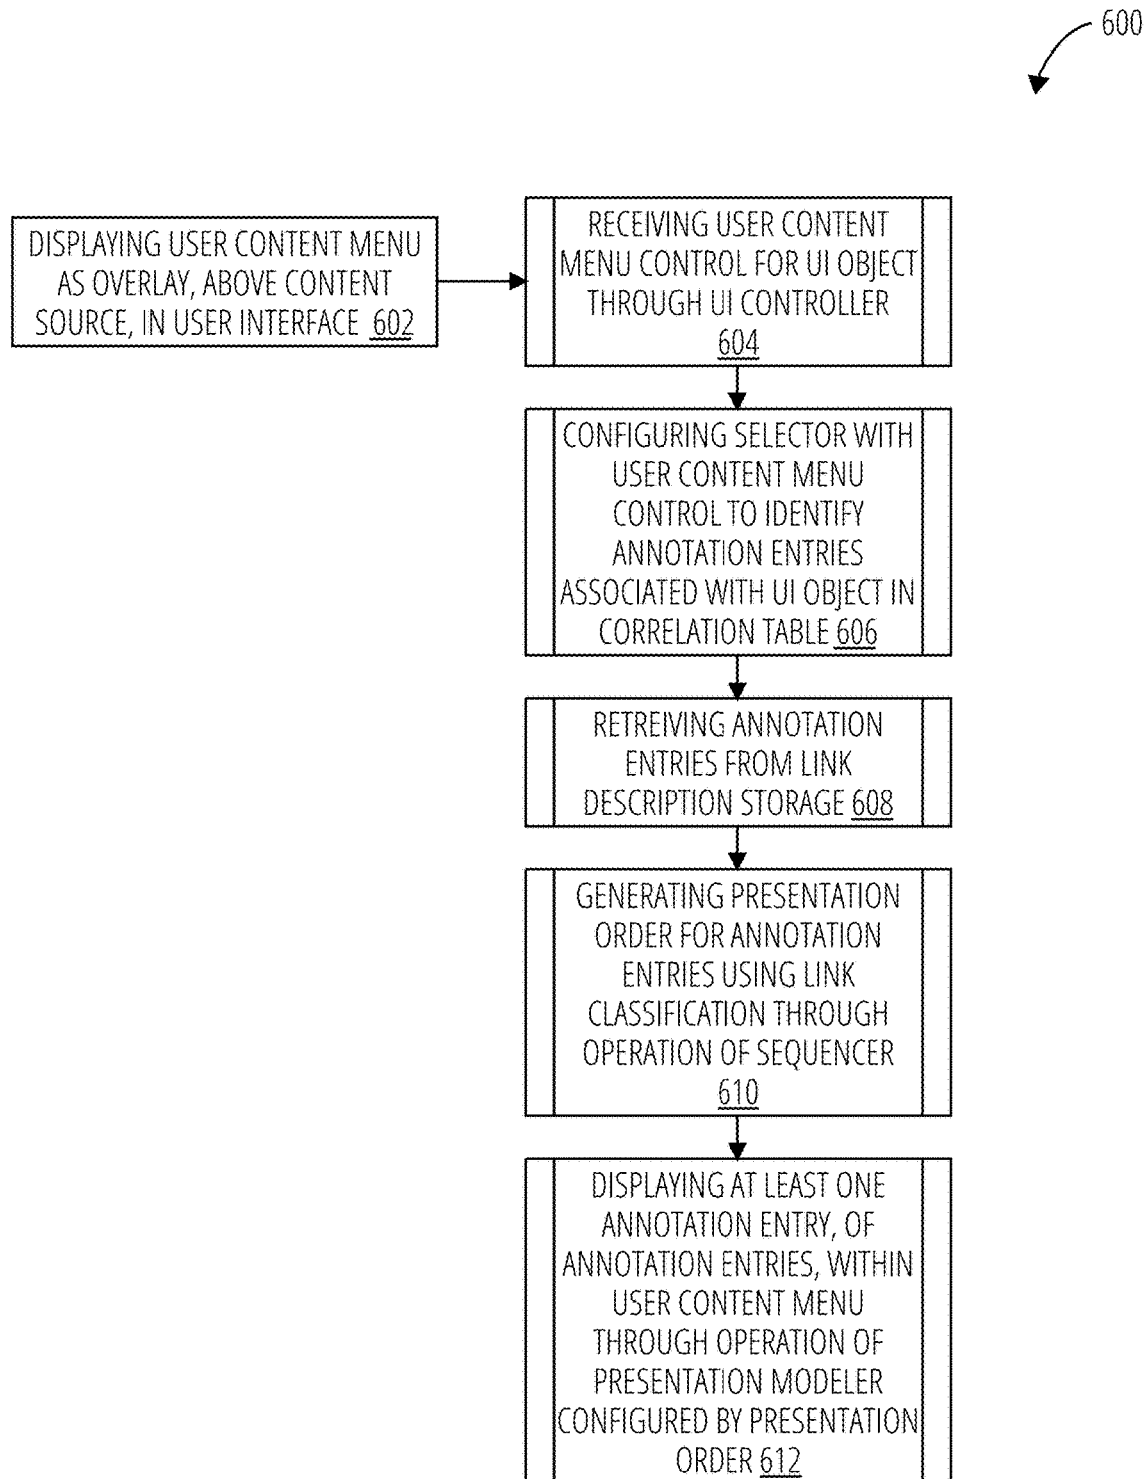 600
DISPLAYING USER CONTENT MENU
AS OVERLAY, ABOVE CONTENT
SOURCE, IN USER INTERFACE 602
RECEIVING USER CONTENT
MENU CONTROL FOR UI OBJECT
THROUGH UI CONTROLLER
604
CONFIGURING SELECTOR WITH
USER CONTENT MENU
CONTROL TO IDENTIFY
ANNOTATION ENTRIES
ASSOCIATED WITH UI OBJECT IN
CORRELATION TABLE 606
RETREIVING ANNOTATION
ENTRIES FROM LINK
DESCRIPTION STORAGE 608
GENERATING PRESENTATION
ORDER FOR ANNOTATION
ENTRIES USING LINK
CLASSIFICATION THROUGH
OPERATION OF SEQUENCER
610
DISPLAYING AT LEAST ONE
ANNOTATION ENTRY, OF
ANNOTATION ENTRIES, WITHIN
USER CONTENT MENU
THROUGH OPERATION OF
PRESENTATION MODELER
CONFIGURED BY PRESENTATION
ORDER 612